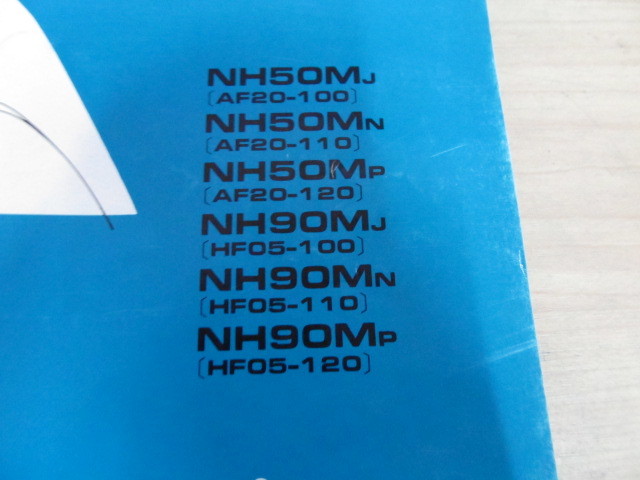 NH50MJ
〔AF20-100〕
NH50MN
〔AF20-110〕
NH50MP
〔AF20-120〕
NH90MJ
〔HF05-100〕
NH90MN
〔HF05-110〕
NH90MP
〔HF05-120〕